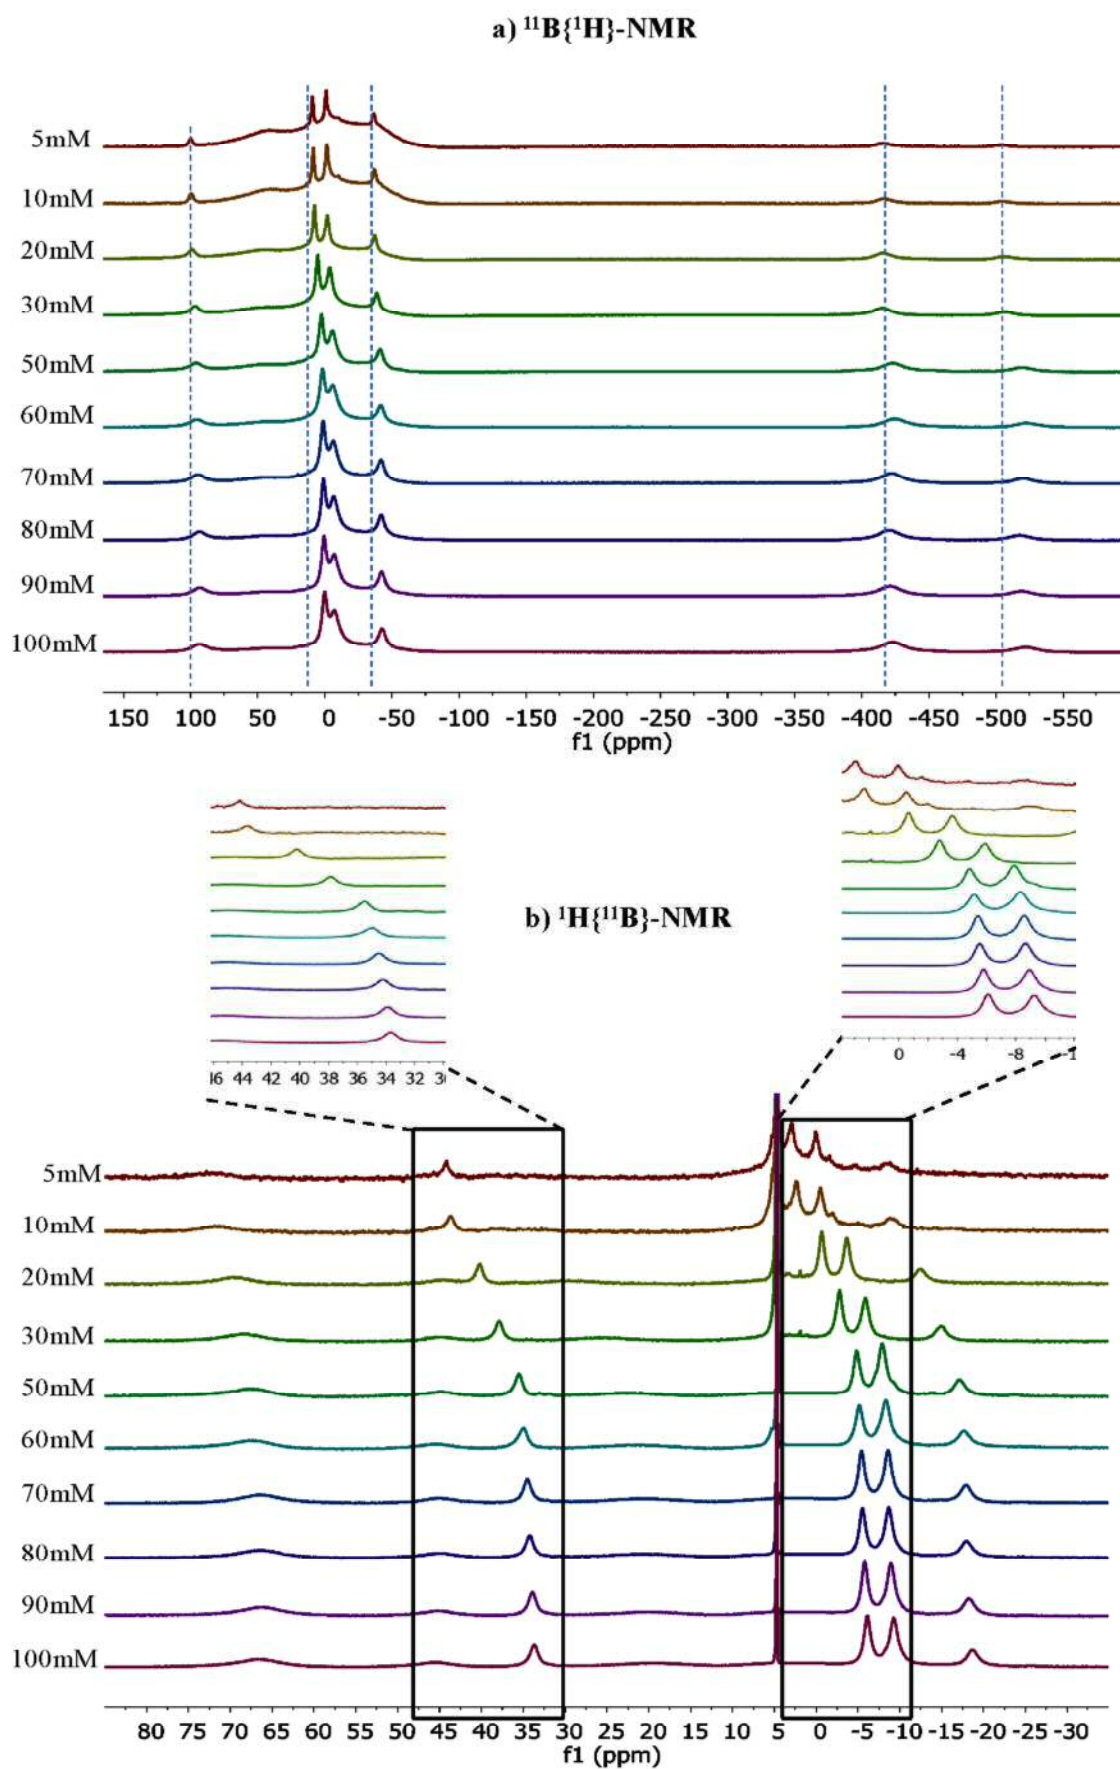 a) ¹¹B{¹H}-NMR
5mM
10mM
20mM
30mM
50mM
60mM
70mM
80mM
90mM
100mM
150 100 50 0 -50 -100 -150 -200 -250 -300 -350 -400 -450 -500 -550
f1 (ppm)
b) ¹H{¹¹B}-NMR
44 42 40 38 36 34 32
0 -4 -8
5mM
10mM
20mM
30mM
50mM
60mM
70mM
80mM
90mM
100mM
80 75 70 65 60 55 50 45 40 35 30 25 20 15 10 5 0 -5 -10 -15 -20 -25 -30
f1 (ppm)